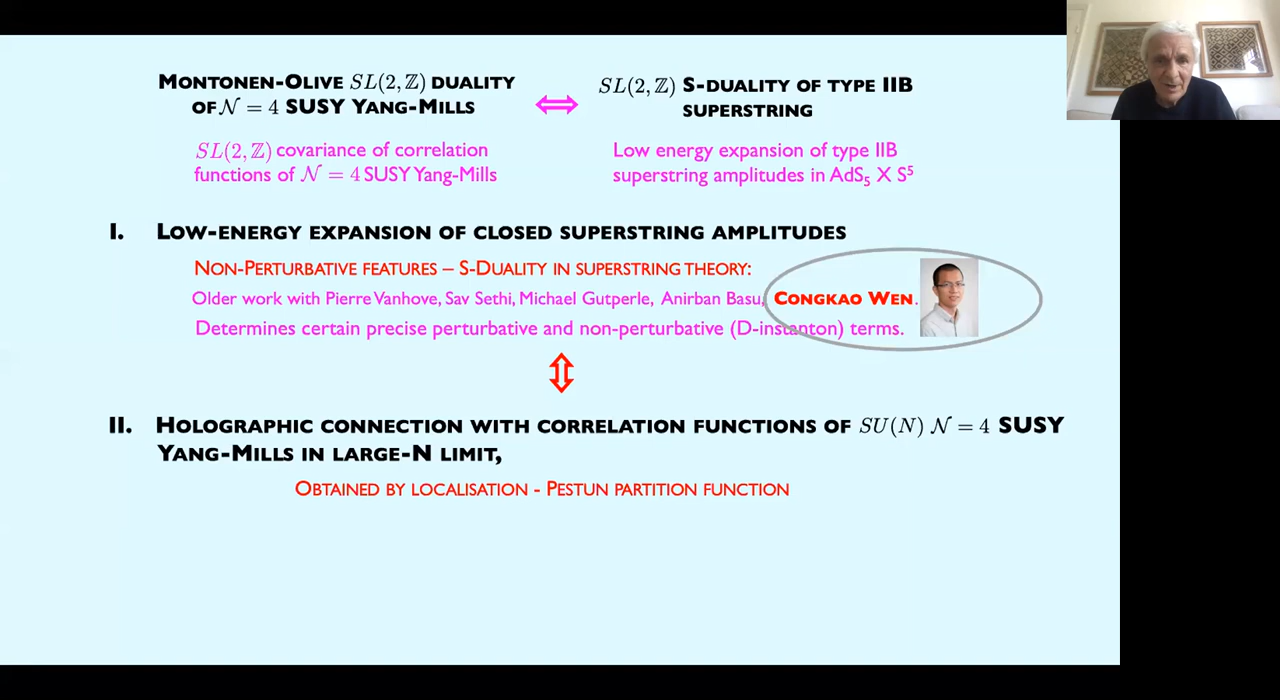 MONTONEN-OLIVE SL(2, ℤ) DUALITY
OF 𝒩 = 4 SUSY YANG-MILLS
⇔
SL(2, ℤ) S-DUALITY OF TYPE IIB
SUPERSTRING
SL(2, ℤ) covariance of correlation
functions of 𝒩 = 4 SUSY Yang-Mills
Low energy expansion of type IIB
superstring amplitudes in AdS₅ X S⁵
I. LOW-ENERGY EXPANSION OF CLOSED SUPERSTRING AMPLITUDES
NON-PERTURBATIVE FEATURES – S-DUALITY IN SUPERSTRING THEORY:
Older work with Pierre Vanhove, Sav Sethi, Michael Gutperle, Anirban Basu, CONGKAO WEN.
Determines certain precise perturbative and non-perturbative (D-instanton) terms.
⇕
II. HOLOGRAPHIC CONNECTION WITH CORRELATION FUNCTIONS OF SU(N) 𝒩 = 4 SUSY
YANG-MILLS IN LARGE-N LIMIT,
OBTAINED BY LOCALISATION - PESTUN PARTITION FUNCTION